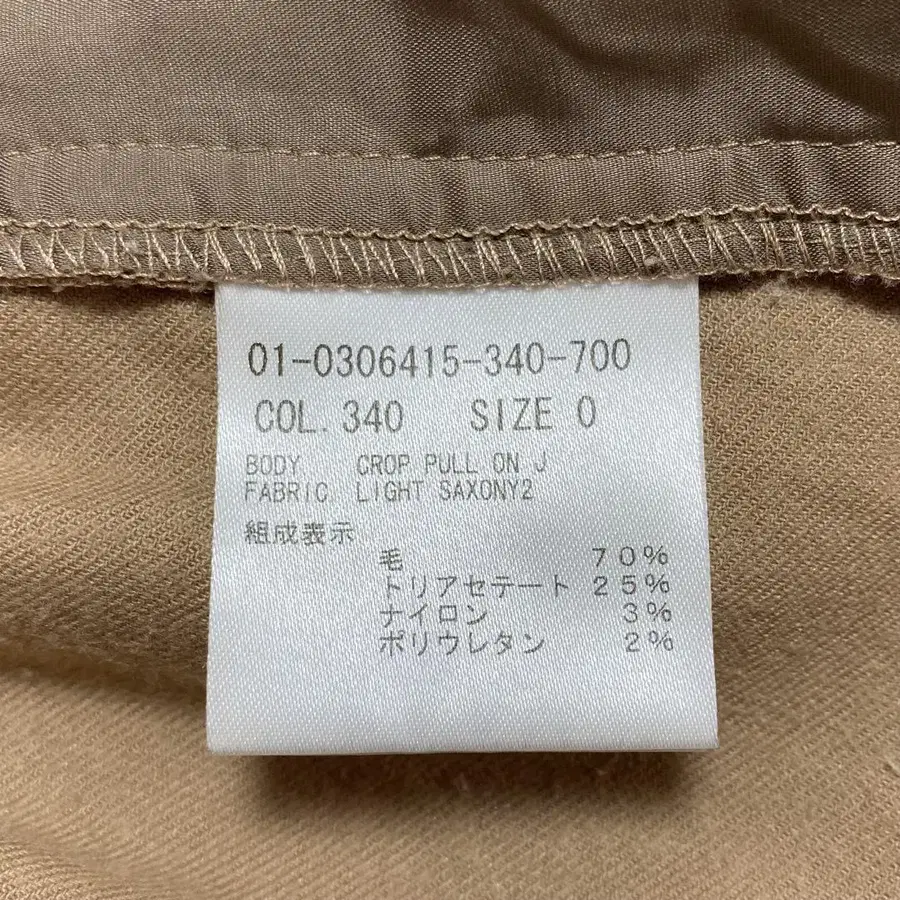 01-0306415-340-700
COL. 340 SIZE 0
BODY CROP PULL ON J
FABRIC LIGHT SAXONY2
組成表示
毛 70%
トリアセテート 25%
ナイロン 3%
ポリウレタン 2%